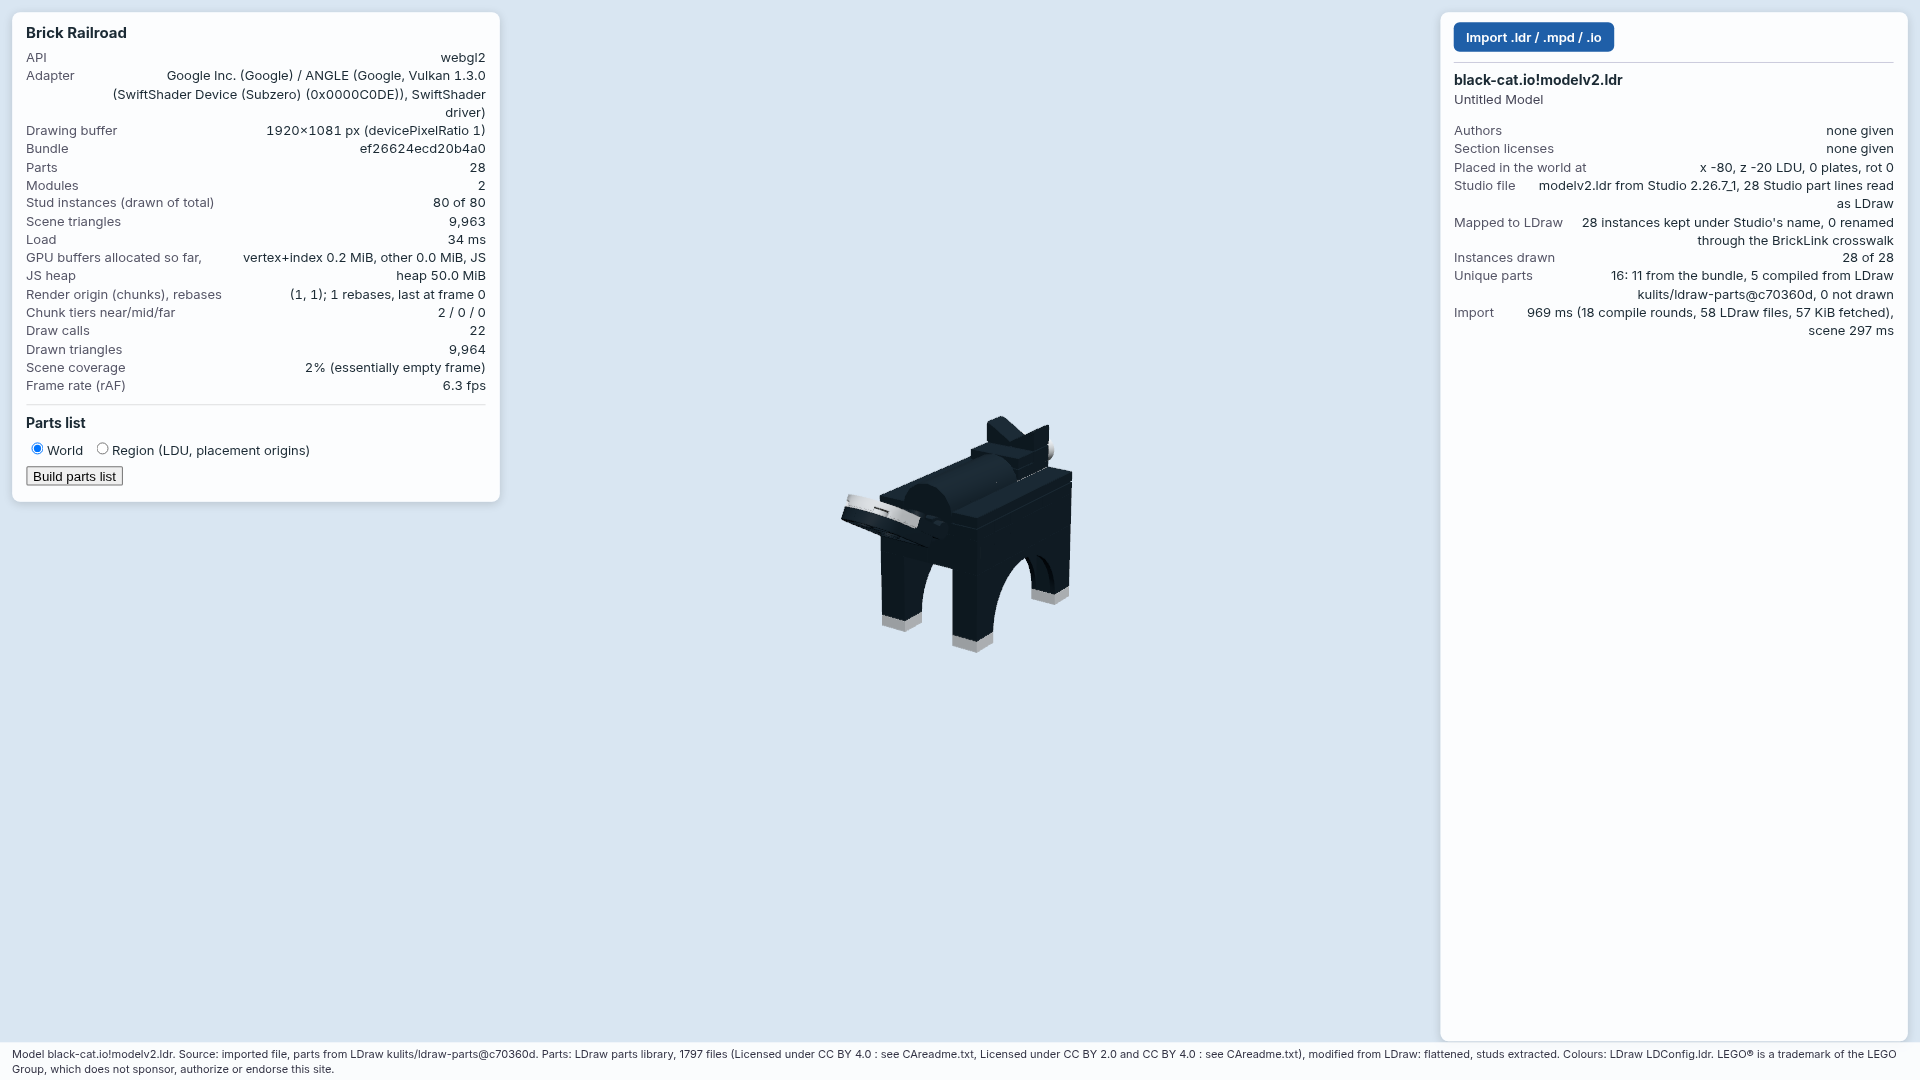 Brick Railroad
API webgl2
Adapter Google Inc. (Google) / ANGLE (Google, Vulkan 1.3.0
(SwiftShader Device (Subzero) (0x0000C0DE)), SwiftShader
driver)
Drawing buffer 1920×1081 px (devicePixelRatio 1)
Bundle ef26624ecd20b4a0
Parts 28
Modules 2
Stud instances (drawn of total) 80 of 80
Scene triangles 9,963
Load 34 ms
GPU buffers allocated so far, vertex+index 0.2 MiB, other 0.0 MiB, JS
JS heap heap 50.0 MiB
Render origin (chunks), rebases (1, 1); 1 rebases, last at frame 0
Chunk tiers near/mid/far 2 / 0 / 0
Draw calls 22
Drawn triangles 9,964
Scene coverage 2% (essentially empty frame)
Frame rate (rAF) 6.3 fps
Parts list
World Region (LDU, placement origins)
Build parts list
Import .ldr / .mpd / .io
black-cat.io!modelv2.ldr
Untitled Model
Authors none given
Section licenses none given
Placed in the world at x -80, z -20 LDU, 0 plates, rot 0
Studio file modelv2.ldr from Studio 2.26.7_1, 28 Studio part lines read
as LDraw
Mapped to LDraw 28 instances kept under Studio's name, 0 renamed
through the BrickLink crosswalk
Instances drawn 28 of 28
Unique parts 16: 11 from the bundle, 5 compiled from LDraw
kulits/ldraw-parts@c70360d, 0 not drawn
Import 969 ms (18 compile rounds, 58 LDraw files, 57 KiB fetched),
scene 297 ms
Model black-cat.io!modelv2.ldr. Source: imported file, parts from LDraw kulits/ldraw-parts@c70360d. Parts: LDraw parts library, 1797 files (Licensed under CC BY 4.0 : see CAreadme.txt, Licensed under CC BY 2.0 and CC BY 4.0 : see CAreadme.txt), modified from LDraw: flattened, studs extracted. Colours: LDraw LDConfig.ldr. LEGO® is a trademark of the LEGO
Group, which does not sponsor, authorize or endorse this site.